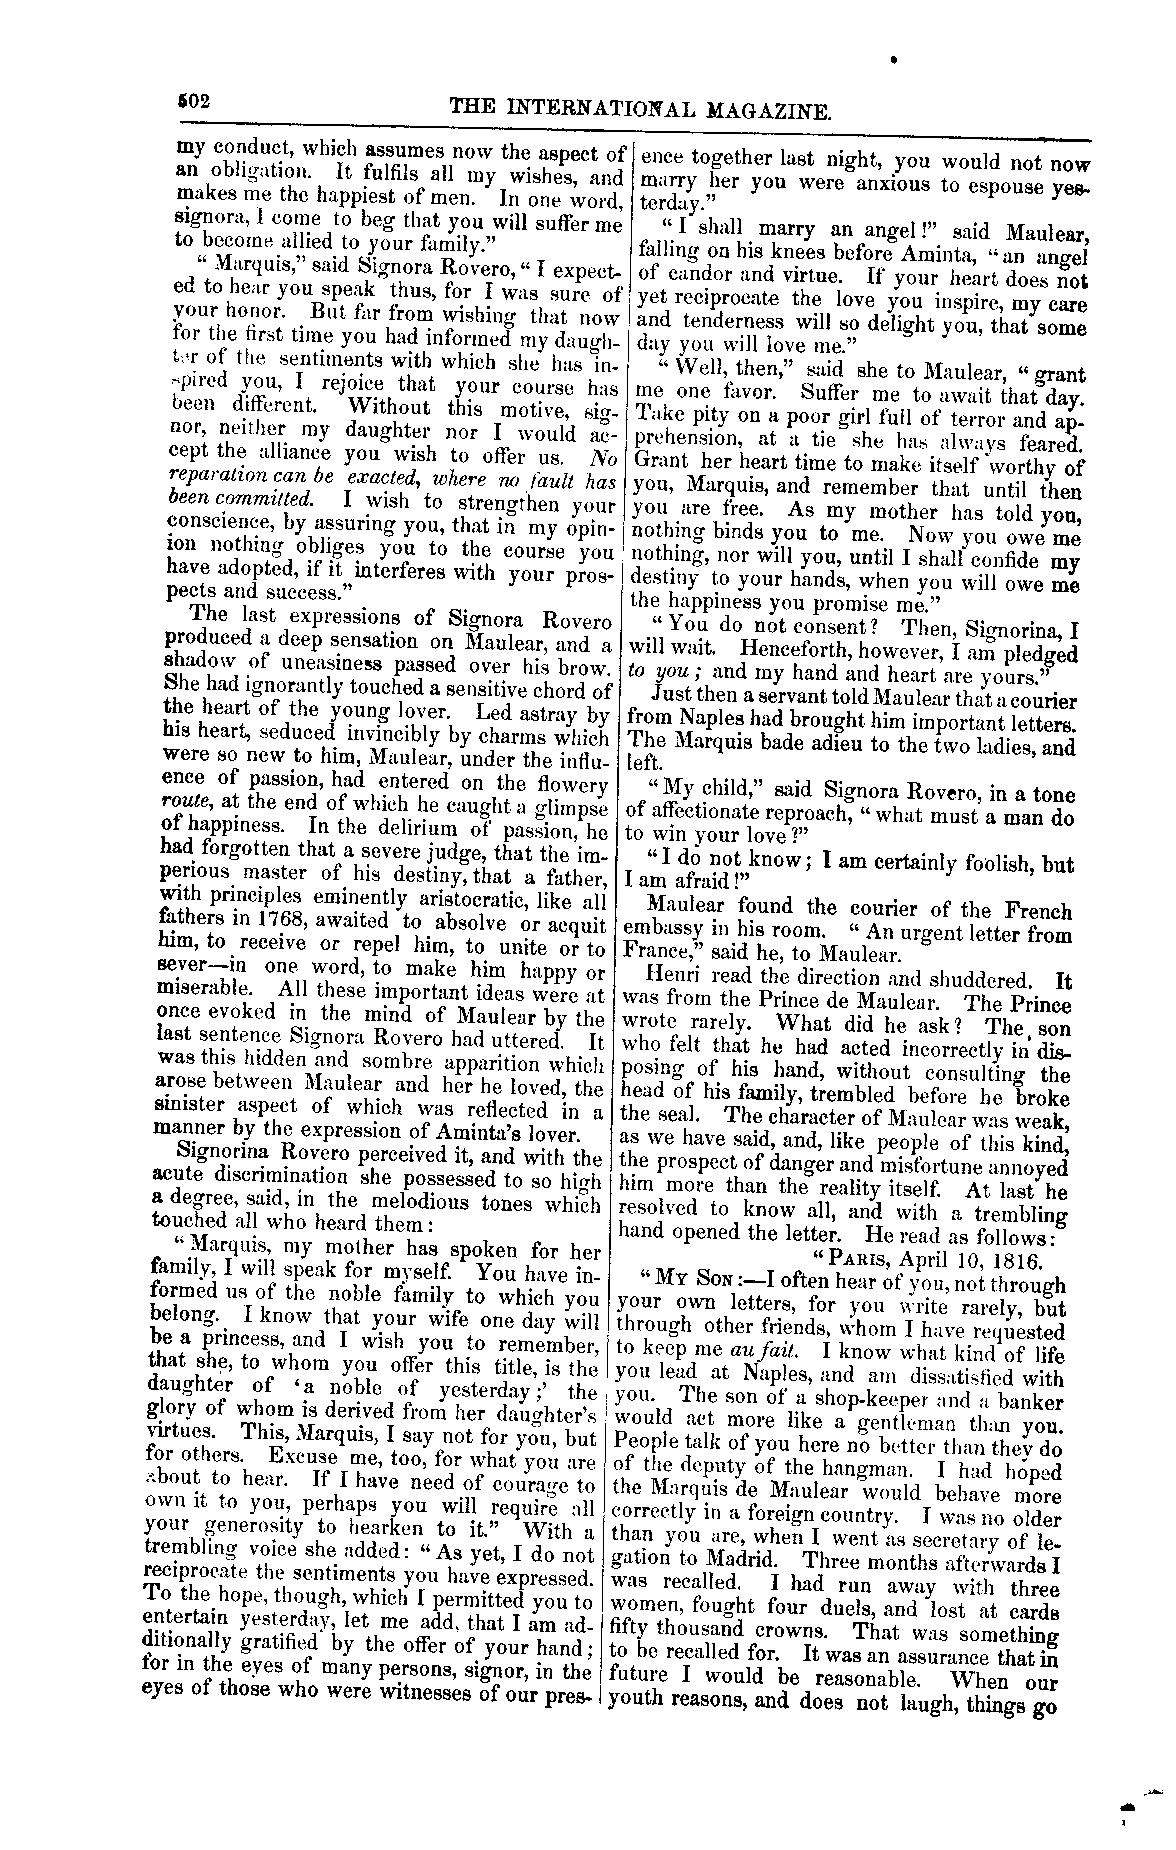 502
THE INTERNATIONAL MAGAZINE.
my conduct, which assumes now the aspect of
an obligation. It fulfils all my wishes, and
makes me the happiest of men. In one word,
signora, I come to beg that you will suffer me
to become allied to your family.”
“ Marquis,” said Signora Rovero, “ I expect-
ed to hear you speak thus, for I was sure of
your honor. But far from wishing that now
for the first time you had informed my daugh-
ter of the sentiments with which she has in-
spired you, I rejoice that your course has
been different. Without this motive, sig-
nor, neither my daughter nor I would ac-
cept the alliance you wish to offer us. No
reparation can be exacted, where no fault has
been committed. I wish to strengthen your
conscience, by assuring you, that in my opin-
ion nothing obliges you to the course you
have adopted, if it interferes with your pros-
pects and success.”
The last expressions of Signora Rovero
produced a deep sensation on Maulear, and a
shadow of uneasiness passed over his brow.
She had ignorantly touched a sensitive chord of
the heart of the young lover. Led astray by
his heart, seduced invincibly by charms which
were so new to him, Maulear, under the influ-
ence of passion, had entered on the flowery
route, at the end of which he caught a glimpse
of happiness. In the delirium of passion, he
had forgotten that a severe judge, that the im-
perious master of his destiny, that a father,
with principles eminently aristocratic, like all
fathers in 1768, awaited to absolve or acquit
him, to receive or repel him, to unite or to
sever—in one word, to make him happy or
miserable. All these important ideas were at
once evoked in the mind of Maulear by the
last sentence Signora Rovero had uttered. It
was this hidden and sombre apparition which
arose between Maulear and her he loved, the
sinister aspect of which was reflected in a
manner by the expression of Aminta's lover.
Signorina Rovero perceived it, and with the
acute discrimination she possessed to so high
a degree, said, in the melodious tones which
touched all who heard them :
“ Marquis, my mother has spoken for her
family, I will speak for myself. You have in-
formed us of the noble family to which you
belong. I know that your wife one day will
be a princess, and I wish you to remember,
that she, to whom you offer this title, is the
daughter of ‘a noble of yesterday ;’ the
glory of whom is derived from her daughter's
virtues. This, Marquis, I say not for you, but
for others. Excuse me, too, for what you are
about to hear. If I have need of courage to
own it to you, perhaps you will require all
your generosity to hearken to it.” With a
trembling voice she added: “ As yet, I do not
reciprocate the sentiments you have expressed.
To the hope, though, which I permitted you to
entertain yesterday, let me add, that I am ad-
ditionally gratified by the offer of your hand ;
for in the eyes of many persons, signor, in the
eyes of those who were witnesses of our pres-
ence together last night, you would not now
marry her you were anxious to espouse yes-
terday.”
“ I shall marry an angel !” said Maulear,
falling on his knees before Aminta, “ an angel
of candor and virtue. If your heart does not
yet reciprocate the love you inspire, my care
and tenderness will so delight you, that some
day you will love me.”
“ Well, then,” said she to Maulear, “ grant
me one favor. Suffer me to await that day.
Take pity on a poor girl full of terror and ap-
prehension, at a tie she has always feared.
Grant her heart time to make itself worthy of
you, Marquis, and remember that until then
you are free. As my mother has told you,
nothing binds you to me. Now you owe me
nothing, nor will you, until I shall confide my
destiny to your hands, when you will owe me
the happiness you promise me.”
“ You do not consent ? Then, Signorina, I
will wait. Henceforth, however, I am pledged
to you ; and my hand and heart are yours.”
Just then a servant told Maulear that a courier
from Naples had brought him important letters.
The Marquis bade adieu to the two ladies, and
left.
“ My child,” said Signora Rovero, in a tone
of affectionate reproach, “ what must a man do
to win your love ?”
“ I do not know ; I am certainly foolish, but
I am afraid !”
Maulear found the courier of the French
embassy in his room. “ An urgent letter from
France,” said he, to Maulear.
Henri read the direction and shuddered. It
was from the Prince de Maulear. The Prince
wrote rarely. What did he ask ? The son
who felt that he had acted incorrectly in dis-
posing of his hand, without consulting the
head of his family, trembled before he broke
the seal. The character of Maulear was weak,
as we have said, and, like people of this kind,
the prospect of danger and misfortune annoyed
him more than the reality itself. At last he
resolved to know all, and with a trembling
hand opened the letter. He read as follows :
“ PARIS, April 10, 1816.
“ MY SON :—I often hear of you, not through
your own letters, for you write rarely, but
through other friends, whom I have requested
to keep me au fait. I know what kind of life
you lead at Naples, and am dissatisfied with
you. The son of a shop-keeper and a banker
would act more like a gentleman than you.
People talk of you here no better than they do
of the deputy of the hangman. I had hoped
the Marquis de Maulear would behave more
correctly in a foreign country. I was no older
than you are, when I went as secretary of le-
gation to Madrid. Three months afterwards I
was recalled. I had run away with three
women, fought four duels, and lost at cards
fifty thousand crowns. That was something
to be recalled for. It was an assurance that in
future I would be reasonable. When our
youth reasons, and does not laugh, things go